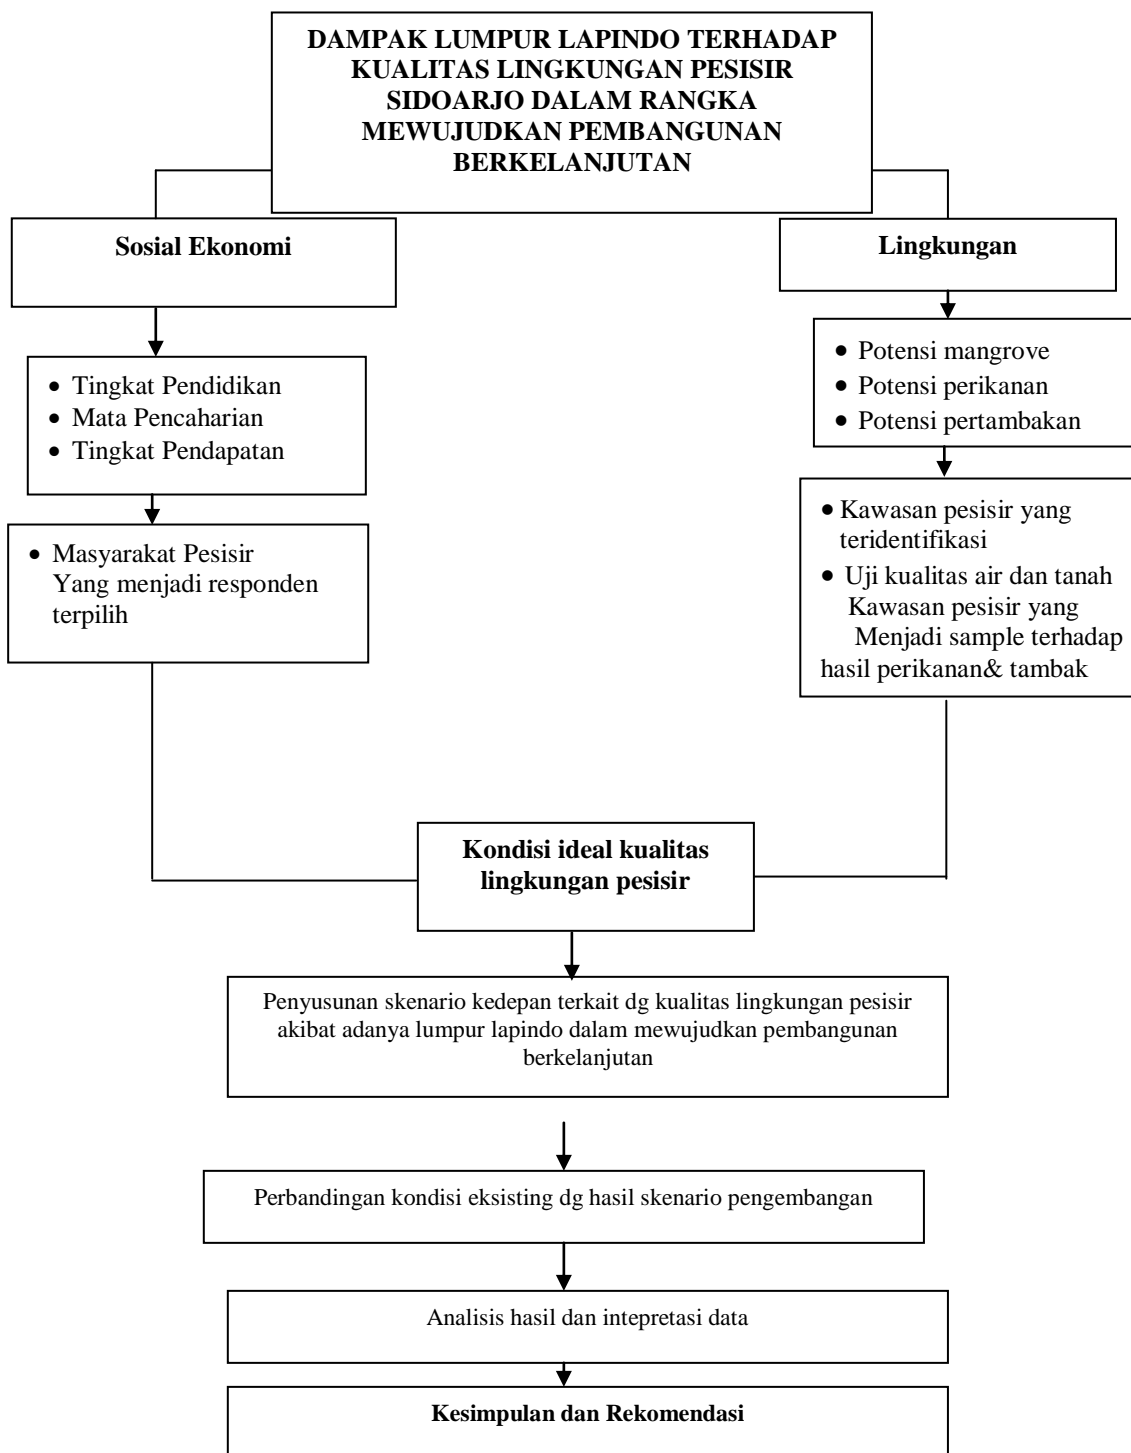 DAMPAK LUMPUR LAPINDO TERHADAP
KUALITAS LINGKUNGAN PESISIR
SIDOARJO DALAM RANGKA
MEWUJUDKAN PEMBANGUNAN
BERKELANJUTAN
Sosial Ekonomi
• Tingkat Pendidikan
• Mata Pencaharian
• Tingkat Pendapatan
• Masyarakat Pesisir
Yang menjadi responden
terpilih
Lingkungan
• Potensi mangrove
• Potensi perikanan
• Potensi pertambakan
• Kawasan pesisir yang
teridentifikasi
• Uji kualitas air dan tanah
Kawasan pesisir yang
Menjadi sample terhadap
hasil perikanan& tambak
Kondisi ideal kualitas
lingkungan pesisir
Penyusunan skenario kedepan terkait dg kualitas lingkungan pesisir
akibat adanya lumpur lapindo dalam mewujudkan pembangunan
berkelanjutan
Perbandingan kondisi eksisting dg hasil skenario pengembangan
Analisis hasil dan intepretasi data
Kesimpulan dan Rekomendasi